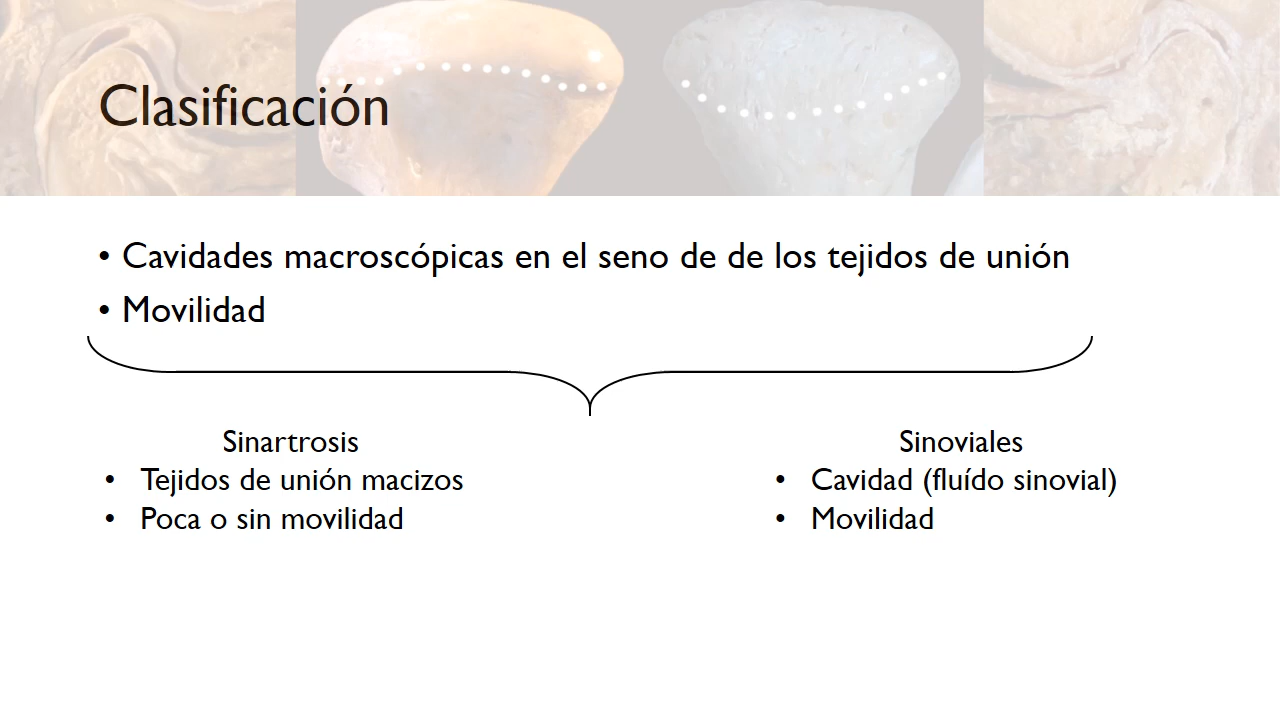 Clasificación
• Cavidades macroscópicas en el seno de de los tejidos de unión
• Movilidad
Sinartrosis
• Tejidos de unión macizos
• Poca o sin movilidad
Sinoviales
• Cavidad (fluído sinovial)
• Movilidad